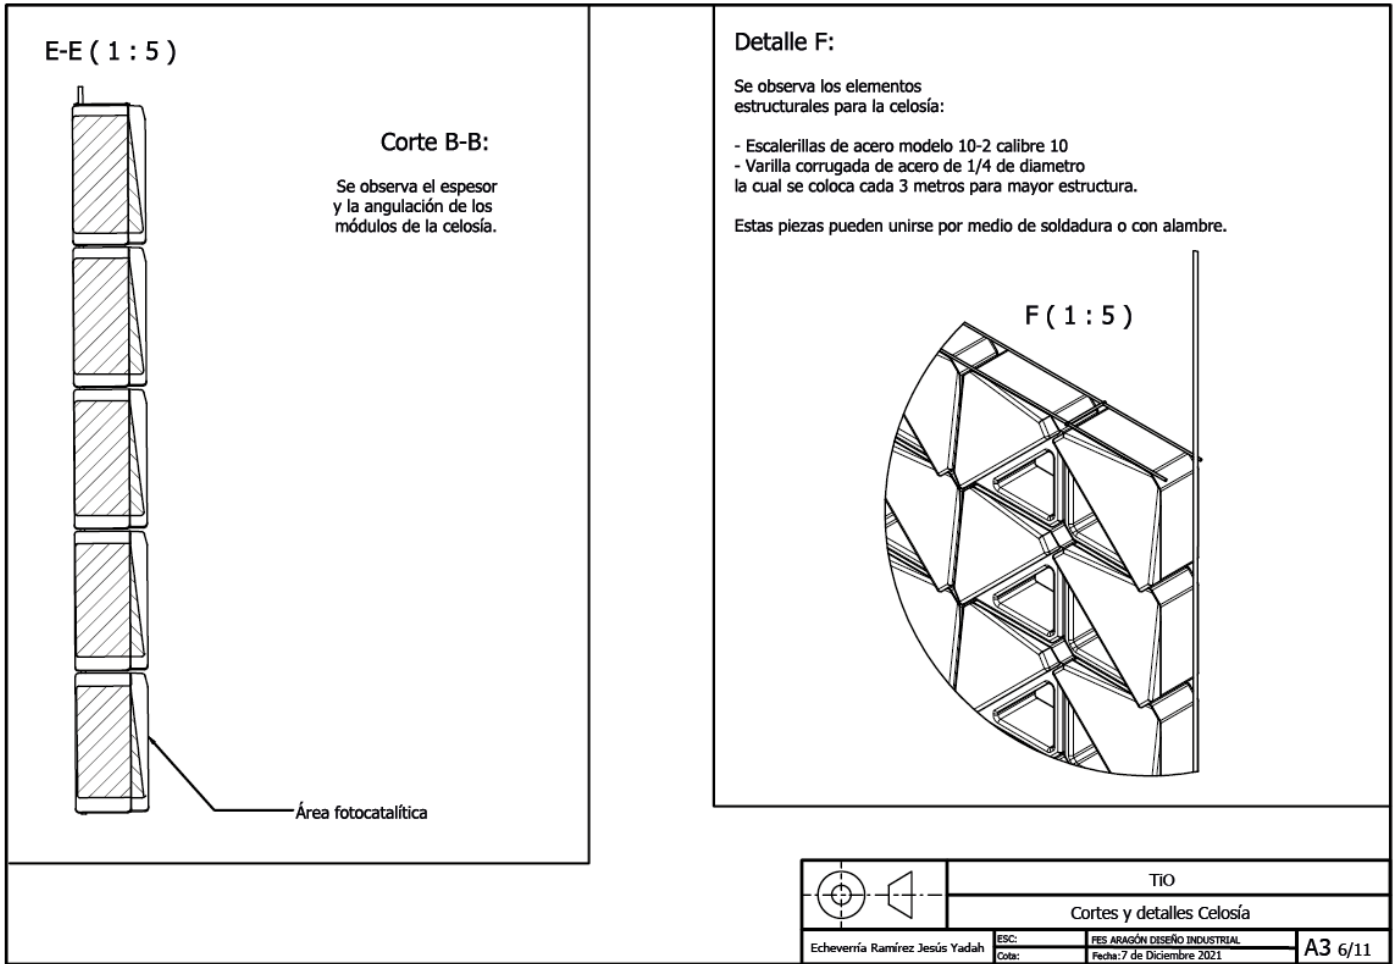 E-E ( 1 : 5 )
Corte B-B:
Se observa el espesor
y la angulación de los
módulos de la celosía.
Área fotocatalítica
Detalle F:
Se observa los elementos
estructurales para la celosía:
- Escalerillas de acero modelo 10-2 calibre 10
- Varilla corrugada de acero de 1/4 de diametro
la cual se coloca cada 3 metros para mayor estructura.
Estas piezas pueden unirse por medio de soldadura o con alambre.
F ( 1 : 5 )
TiO
Cortes y detalles Celosía
Echeverría Ramírez Jesús Yadah
ESC:
FES ARAGÓN DISEÑO INDUSTRIAL
Cota:
Fecha:7 de Diciembre 2021
A3 6/11